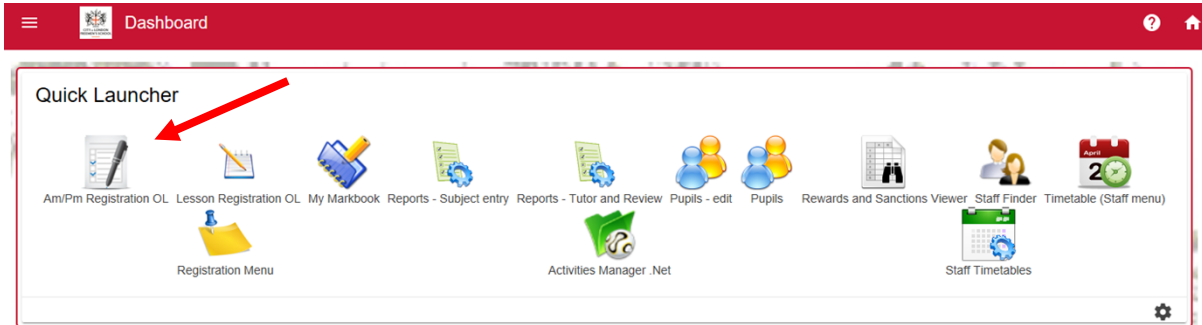 Dashboard
Quick Launcher
April
2
Am/Pm Registration OL Lesson Registration OL My Markbook Reports - Subject entry Reports - Tutor and Review Pupils - edit Pupils Rewards and Sanctions Viewer Staff Finder Timetable (Staff menu)
Registration Menu Activities Manager .Net Staff Timetables